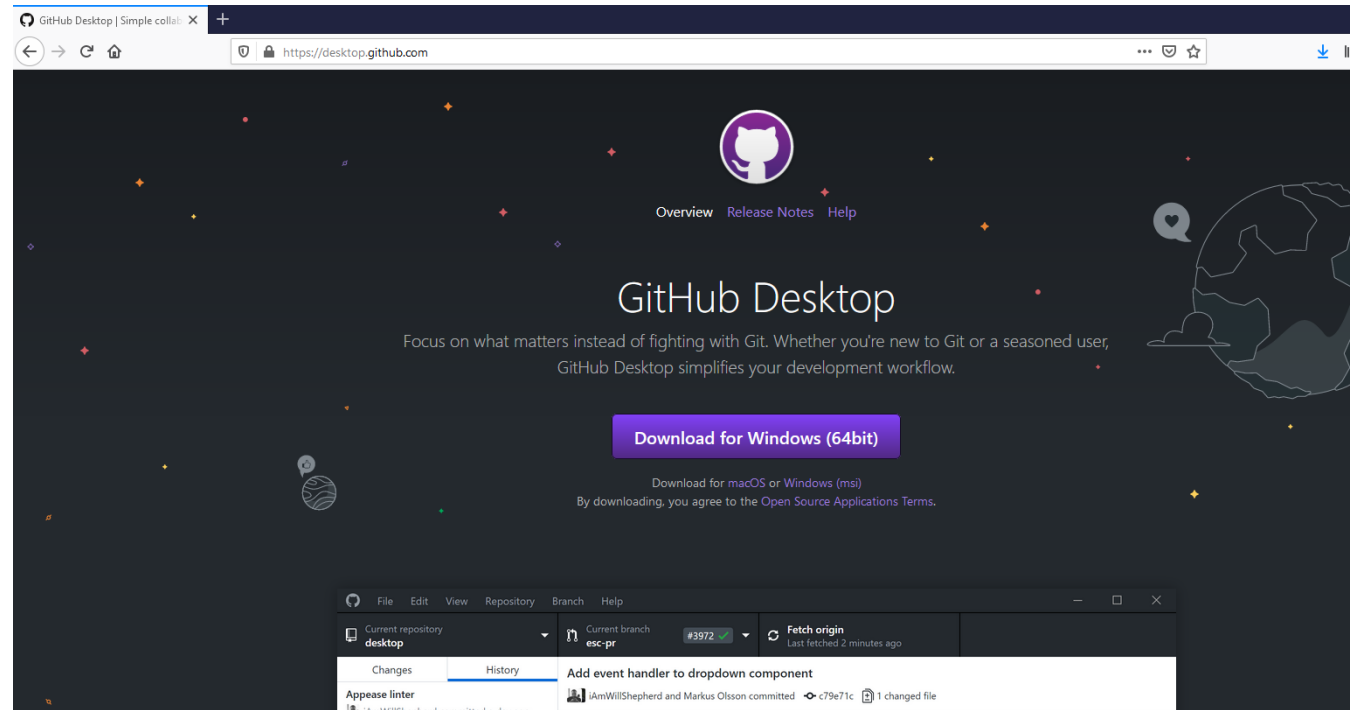 GitHub Desktop | Simple collab
https://desktop.github.com
Overview Release Notes Help
GitHub Desktop
Focus on what matters instead of fighting with Git. Whether you're new to Git or a seasoned user,
GitHub Desktop simplifies your development workflow.
Download for Windows (64bit)
Download for macOS or Windows (msi)
By downloading, you agree to the Open Source Applications Terms.
File Edit View Repository Branch Help
Current repository
desktop
Current branch
esc-pr
#3972
Fetch origin
Last fetched 2 minutes ago
Changes History
Add event handler to dropdown component
iAmWillShepherd and Markus Olsson committed c79e71c 1 changed file
Appease linter